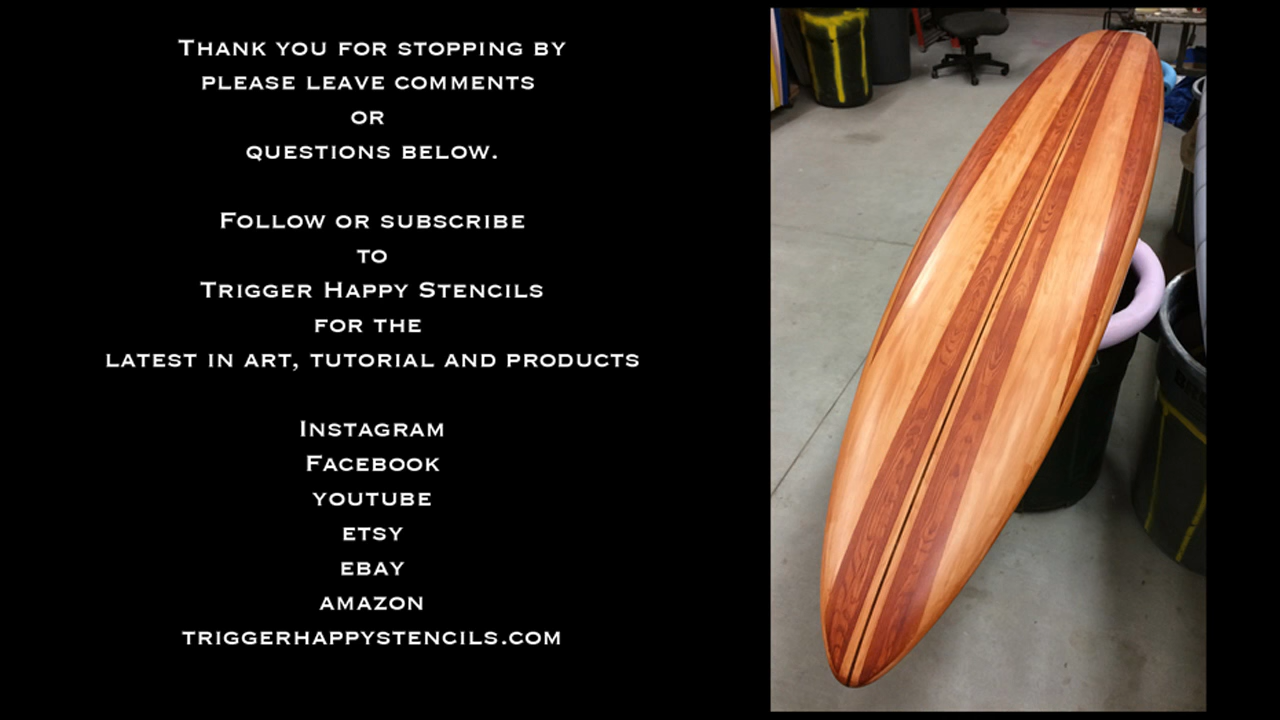 Thank you for stopping by
please leave comments
or
questions below.
Follow or subscribe
to
Trigger Happy Stencils
for the
latest in art, tutorial and products
Instagram
Facebook
youtube
etsy
ebay
amazon
triggerhappystencils.com